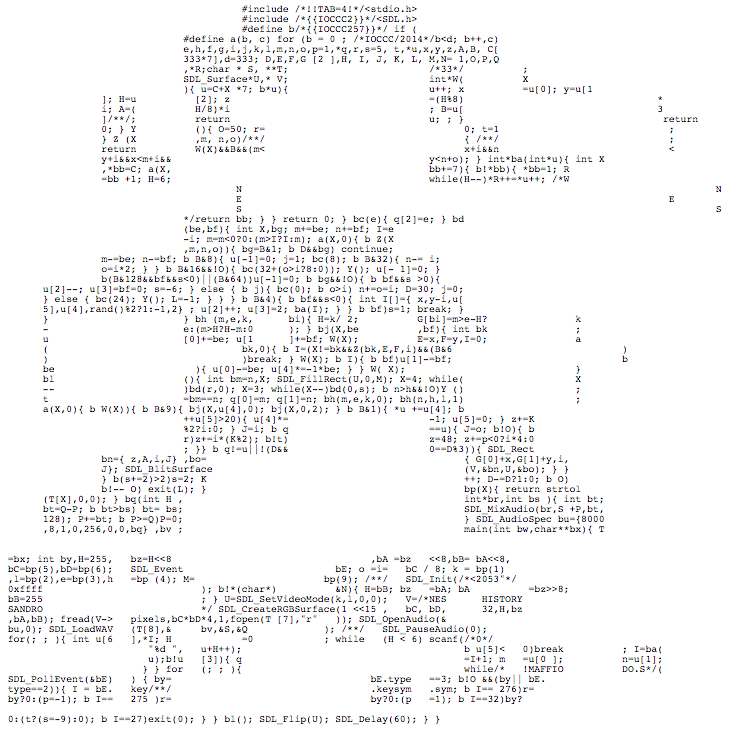 #include /*!!TAB=4!*/<stdio.h>
#include /*{{IOCCC2}}*/<SDL.h>
#define b/*{{IOCCC257}}*/ if (
#define a(b, c) for (b = 0 ; /*IOCCC/2014*/b<d; b++,c)
e,h,f,g,i,j,k,l,m,n,o,p=1,*q,r,s=5, t,*u,x,y,z,A,B, C[
333*7],d=333; D,E,F,G [2 ],H, I, J, K, L, M,N= 1,O,P,Q
,*R;char * S, **T; /*33*/ ;
SDL_Surface*U,* V; int*W( X
){ u=C+X *7; b*u){ u++; x =u[0]; y=u[1
]; H=u [2]; z =(H%8) *
i; A=( H/8)*i ; B=u[ 3
]/**/; return u; ; } return
0; } Y (){ O=50; r= 0; t=1 ;
} Z (X ,m, n,o)/**/ { /**/ ;
return W(X)&&B&&(m< x+i&&n <
y+i&&x<m+i&& y<n+o); } int*ba(int*u){ int X
,*bb=C; a(X, bb+=7){ b!*bb){ *bb=1; R
=bb +1; H=6; while(H--)*R++=*u++; /*W
N N
E E
S S
*/return bb; } } return 0; } bc(e){ q[2]=e; } bd
(be,bf){ int X,bg; m+=be; n+=bf; I=e
-i; m=m<0?0:(m>I?I:m); a(X,0){ b Z(X
,m,n,o)){ bg=B&1; b D&&bg) continue;
m-=be; n-=bf; b B&8){ u[-1]=0; j=1; bc(8); b B&32){ n-= i;
o=i*2; } } b B&16&&!O){ bc(32+(o>i?8:0)); Y(); u[- 1]=0; }
b(B&128&&bf&&s<0)||(B&64))u[-1]=0; b bg&&!O){ b bf&&s >0){
u[2]--; u[3]=bf=0; s=-6; } else { b j){ bc(0); b o>i) n+=o=i; D=30; j=0;
} else { bc(24); Y(); L=-1; } } } } b B&4){ b bf&&s<0){ int I[]={ x,y-i,u[
5],u[4],rand()%2?1:-1,2} ; u[2]++; u[3]=2; ba(I); } } } b bf)s=1; break; }
- } bh (m,e,k, bi){ H=k/ 2; G[bi]=m>e-H? k
- e:(m>H?H-m:0 ); } bj(X,be ,bf){ int bk ;
u [0]+=be; u[1 ]+=bf; W(X); E=x,F=y,I=0; a
( bk,0){ b I=(X!=bk&&Z(bk,E,F,i)&&(B&6 )
) )break; } W(X); b I){ b bf)u[1]-=bf; b
be ){ u[0]-=be; u[4]*=-1*be; } } W( X); }
bl (){ int bm=n,X; SDL_FillRect(U,0,M); X=4; while( X
-- )bd(r,0); X=3; while(X--)bd(0,s); b n>h&&!O)Y () ;
t =bm==n; q[0]=m; q[1]=n; bh(m,e,k,0); bh(n,h,l,1) ;
a(X,0){ b W(X)){ b B&9){ bj(X,u[4],0); bj(X,0,2); } b B&1){ *u +=u[4]; b
++u[5]>20){ u[4]*= -1; u[5]=0; } z+=K
%2?i:0; } J=i; b q ==u){ J=o; b!O){ b
r)z+=i*(K%2); b!t) z=48; z+=p<0?i*4:0
; }} b q!=u||!(D&& 0==D%3)){ SDL_Rect
bn={ z,A,i,J} ,bo= { G[0]+x,G[1]+y,i,
J}; SDL_BlitSurface (V,&bn,U,&bo); } }
} b(s+=2)>2)s=2; K ++; D-=D?1:0; b O)
b!-- O) exit(L); } bp(X){ return strtol
(T[X],0,0); } bq(int H , int*br,int bs ){ int bt;
bt=Q-P; b bt>bs) bt= bs; SDL_MixAudio(br,S +P,bt,
128); P+=bt; b P>=Q)P=0; } SDL_AudioSpec bu={8000
,8,1,0,256,0,0,bq} ,bv ; main(int bw,char**bx){ T
=bx; int by,H=255, bz=H<<8 ,bA =bz <<8,bB= bA<<8,
bC=bp(5),bD=bp(6); SDL_Event bE; o =i= bC / 8; k = bp(1)
,l=bp(2),e=bp(3),h =bp (4); M= bp(9); /**/ SDL_Init(/*<2053"*/
0xffff ); b!*(char*) &N){ H=bB; bz =bA; bA =bz>>8;
bB=255 ; } U=SDL_SetVideoMode(k,l,0,0); V=/*NES HISTORY
SANDRO */ SDL_CreateRGBSurface(1 <<15 , bC, bD, 32,H,bz
,bA,bB); fread(V-> pixels,bC*bD*4,1,fopen(T [7],"r" )); SDL_OpenAudio(&
bu,0); SDL_LoadWAV (T[8],& bv,&S,&Q ); /**/ SDL_PauseAudio(0);
for(; ; ){ int u[6 ],*I; H =0 ; while (H < 6) scanf(/*0*/
"%d ", u+H++); b u[5]< 0)break ; I=ba(
u);b!u [3]){ q =I+1; m =u[0 ]; n=u[1];
} } for (; ; ){ while/* !MAFFIO DO.S*/(
SDL_PollEvent(&bE) ) { by= bE.type ==3; b!O &&(by|| bE.
type==2)){ I = bE. key/**/ .keysym .sym; b I== 276)r=
by?0:(p=-1); b I== 275 )r= by?0:(p =1); b I==32)by?
0:(t?(s=-9):0); b I==27)exit(0); } } bl(); SDL_Flip(U); SDL_Delay(60); } }